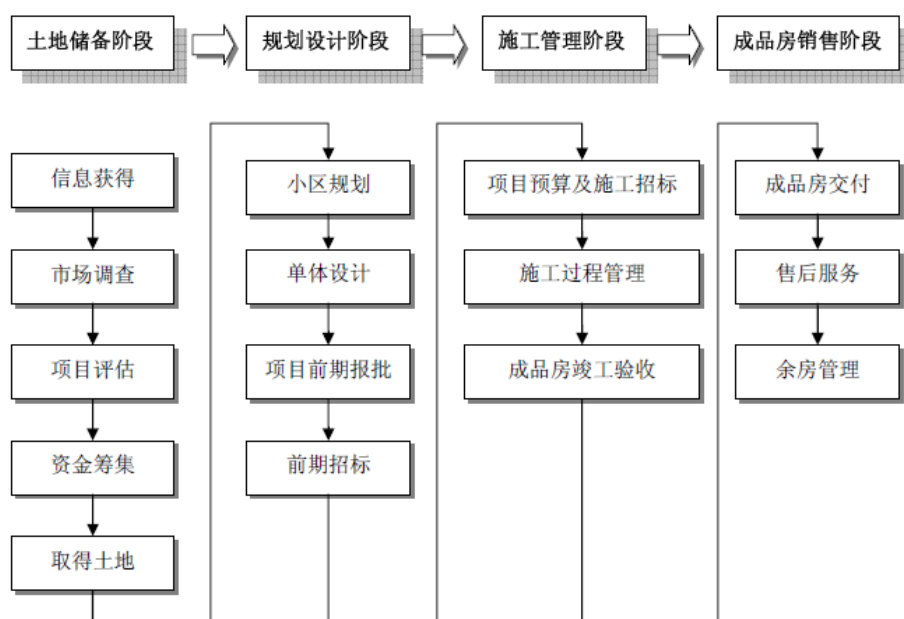 土地储备阶段
规划设计阶段
施工管理阶段
成品房销售阶段
信息获得
市场调查
项目评估
资金筹集
取得土地
小区规划
单体设计
项目前期报批
前期招标
项目预算及施工招标
施工过程管理
成品房竣工验收
成品房交付
售后服务
余房管理